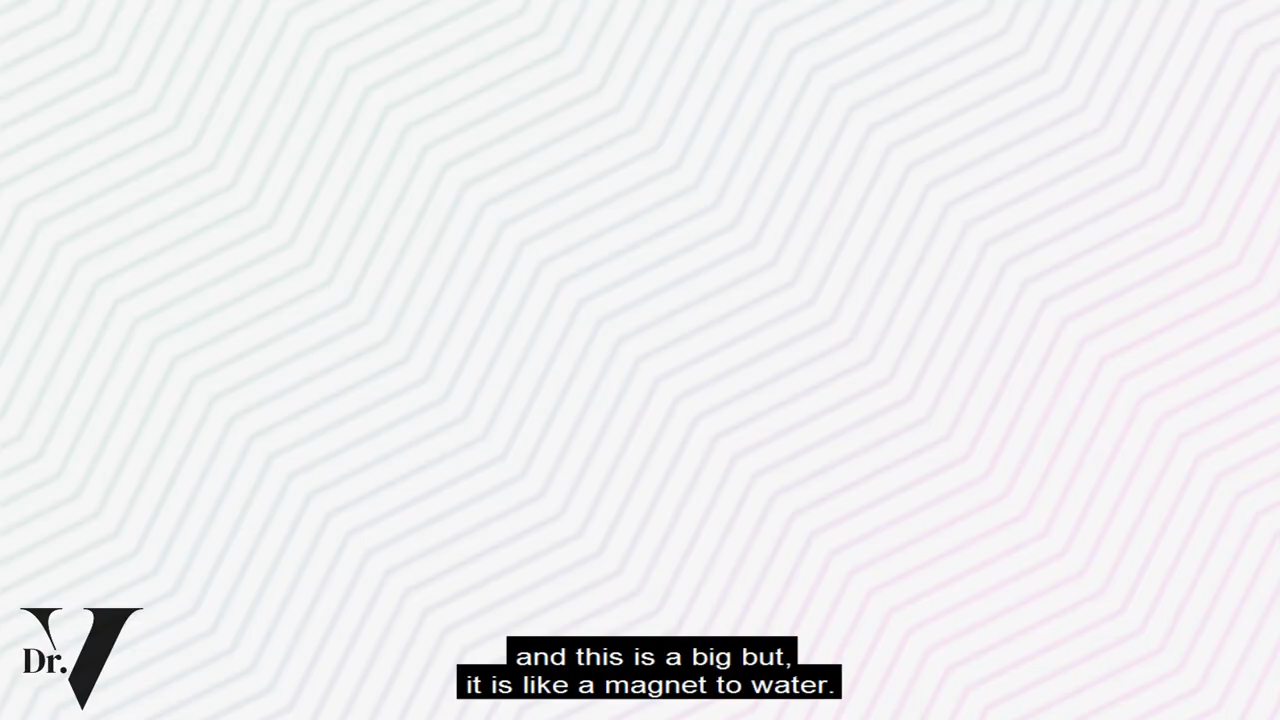 Dr.V
and this is a big but,
it is like a magnet to water.